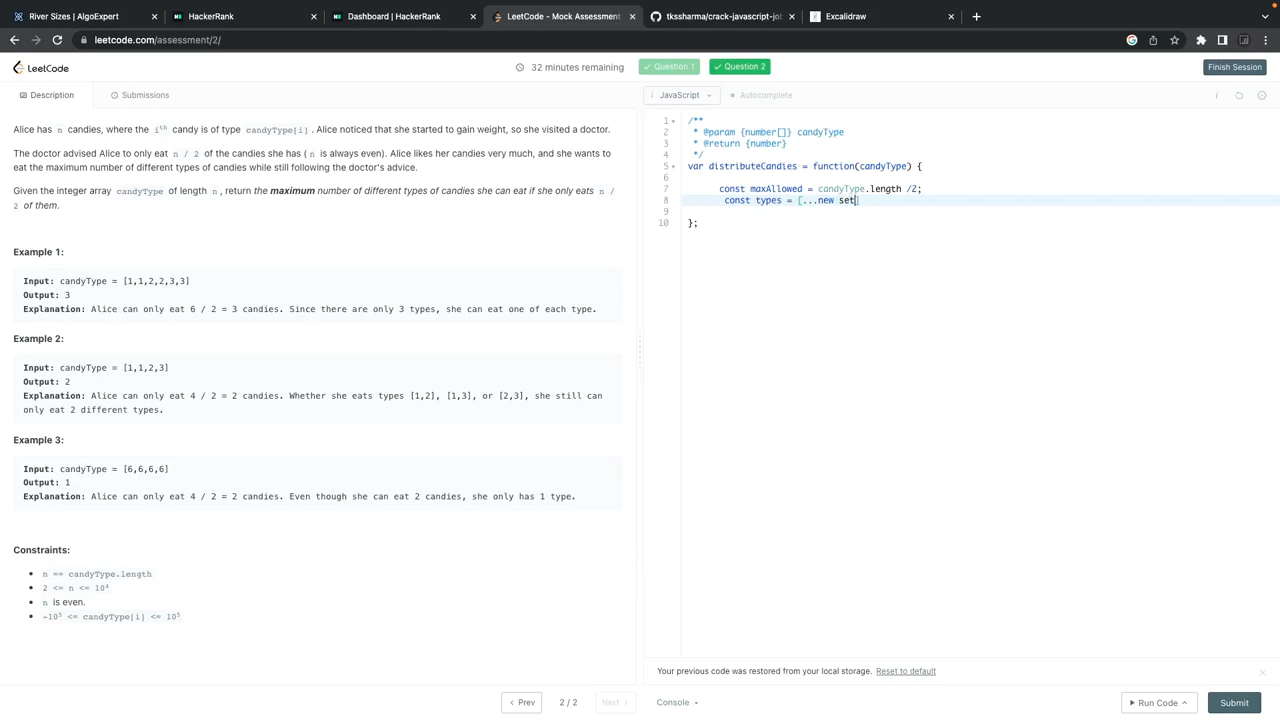 River Sizes | AlgoExpert
HackerRank
Dashboard | HackerRank
LeetCode - Mock Assessment
tkssharma/crack-javascript-job
Excalidraw
leetcode.com/assessment/2/
LeetCode
32 minutes remaining
Question 1
Question 2
Finish Session
Description
Submissions
JavaScript
Autocomplete
Alice has n candies, where the ith candy is of type candyType[i]. Alice noticed that she started to gain weight, so she visited a doctor.
The doctor advised Alice to only eat n / 2 of the candies she has (n is always even). Alice likes her candies very much, and she wants to
eat the maximum number of different types of candies while still following the doctor's advice.
Given the integer array candyType of length n, return the maximum number of different types of candies she can eat if she only eats n /
2 of them.
Example 1:
Input: candyType = [1,1,2,2,3,3]
Output: 3
Explanation: Alice can only eat 6 / 2 = 3 candies. Since there are only 3 types, she can eat one of each type.
Example 2:
Input: candyType = [1,1,2,3]
Output: 2
Explanation: Alice can only eat 4 / 2 = 2 candies. Whether she eats types [1,2], [1,3], or [2,3], she still can
only eat 2 different types.
Example 3:
Input: candyType = [6,6,6,6]
Output: 1
Explanation: Alice can only eat 4 / 2 = 2 candies. Even though she can eat 2 candies, she only has 1 type.
Constraints:
n == candyType.length
2 <= n <= 10⁴
n is even.
-10⁵ <= candyType[i] <= 10⁵
1 /**
2 * @param {number[]} candyType
3 * @return {number}
4 */
5 var distributeCandies = function(candyType) {
6
7 const maxAllowed = candyType.length /2;
8 const types = [...new set]
9
10 };
Your previous code was restored from your local storage. Reset to default
Prev
2 / 2
Next
Console
Run Code
Submit